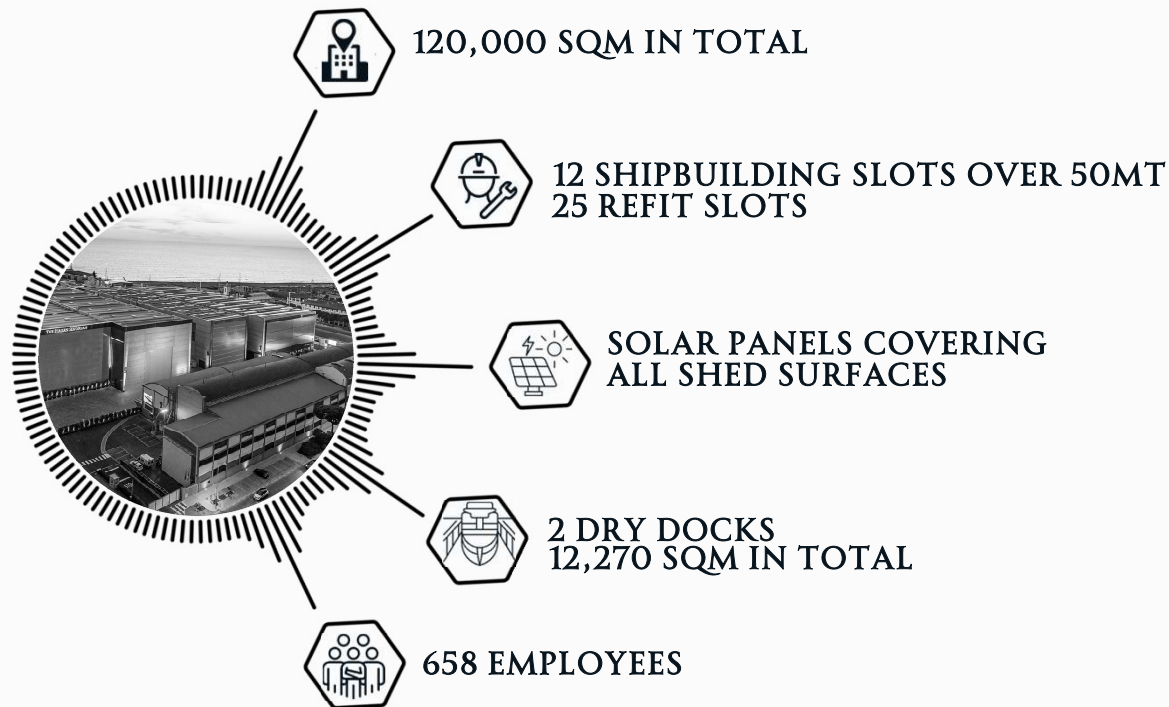 120,000 SQM IN TOTAL
12 SHIPBUILDING SLOTS OVER 50MT
25 REFIT SLOTS
SOLAR PANELS COVERING
ALL SHED SURFACES
2 DRY DOCKS
12,270 SQM IN TOTAL
658 EMPLOYEES